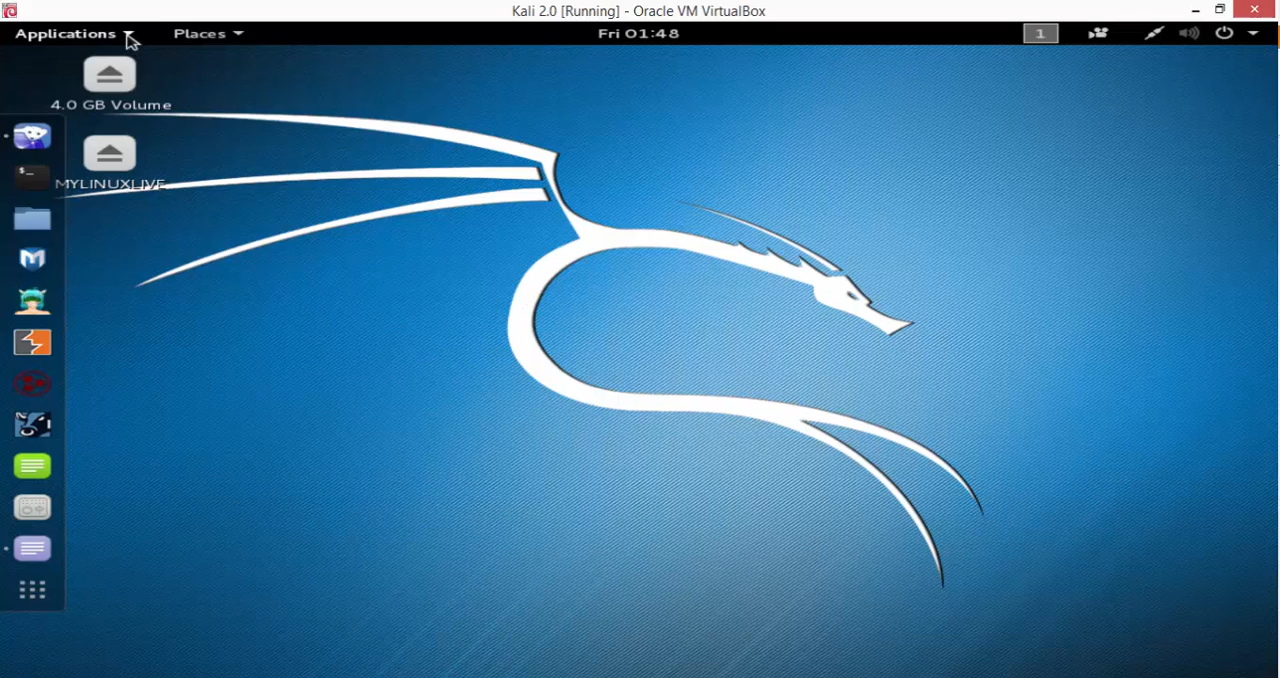 Kali 2.0 [Running] - Oracle VM VirtualBox
Applications Places Fri 01:48 1
4.0 GB Volume
$_
MYLINUXLIVE